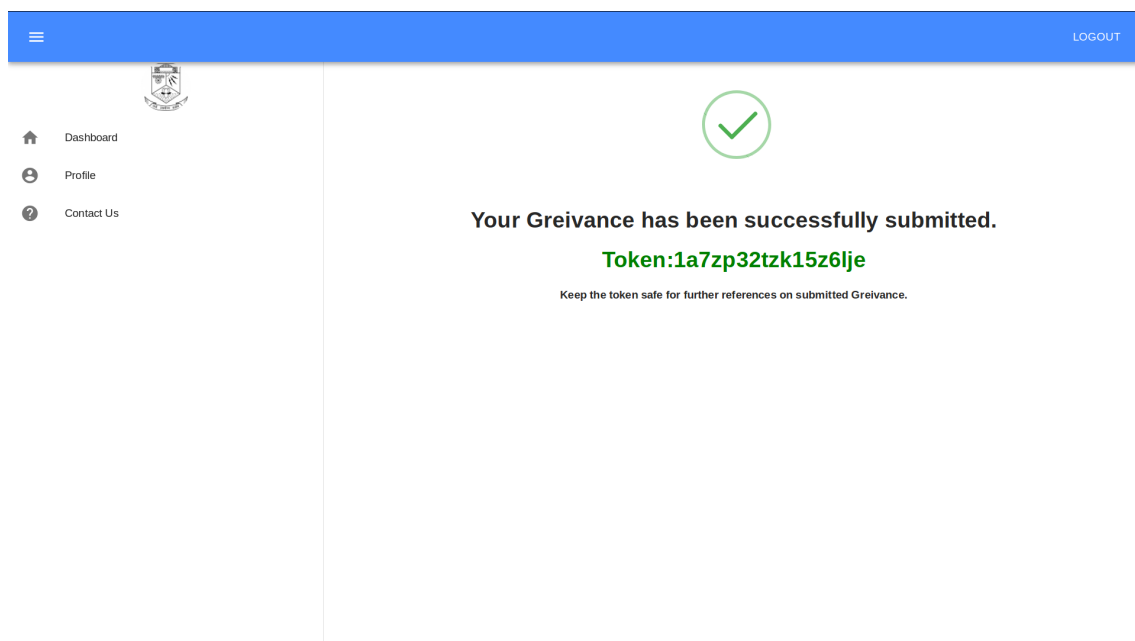 LOGOUT
Dashboard
Profile
Contact Us
Your Greivance has been successfully submitted.
Token:1a7zp32tzk15z6lje
Keep the token safe for further references on submitted Greivance.